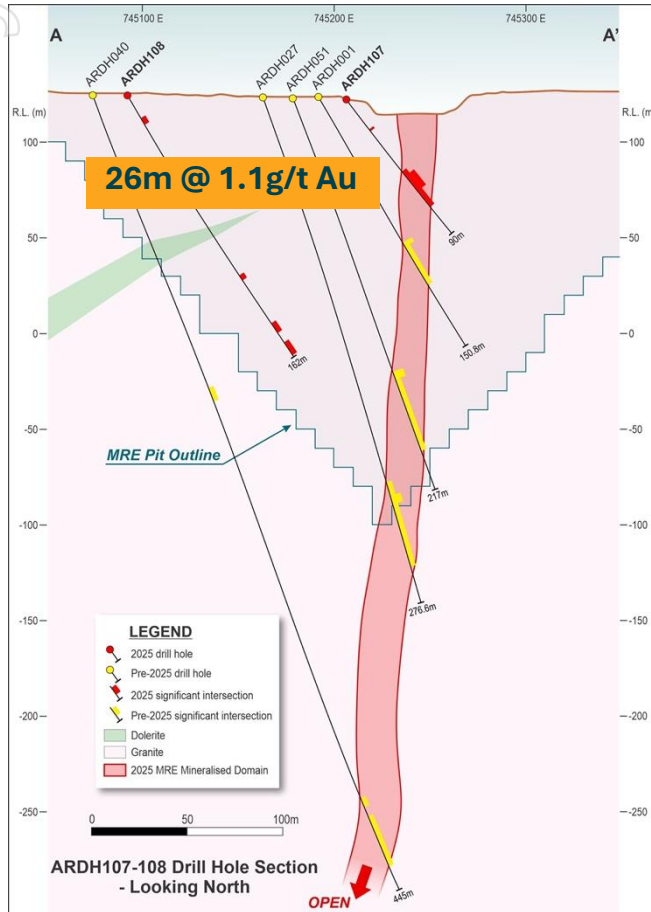 745100 E
745200 E
745300 E
A
A'
ARDH040
ARDH108
ARDH027
ARDH051
ARDH001
ARDH107
R.L. (m)
R.L. (m)
100
100
26m @ 1.1g/t Au
50
50
90m
0
0
150.8m
162m
-50
-50
MRE Pit Outline
217m
-100
-100
276.6m
-150
-150
LEGEND
2025 drill hole
Pre-2025 drill hole
2025 significant intersection
Pre-2025 significant intersection
Dolerite
Granite
2025 MRE Mineralised Domain
-200
-200
-250
-250
0
50
100m
ARDH107-108 Drill Hole Section
- Looking North
445m
OPEN